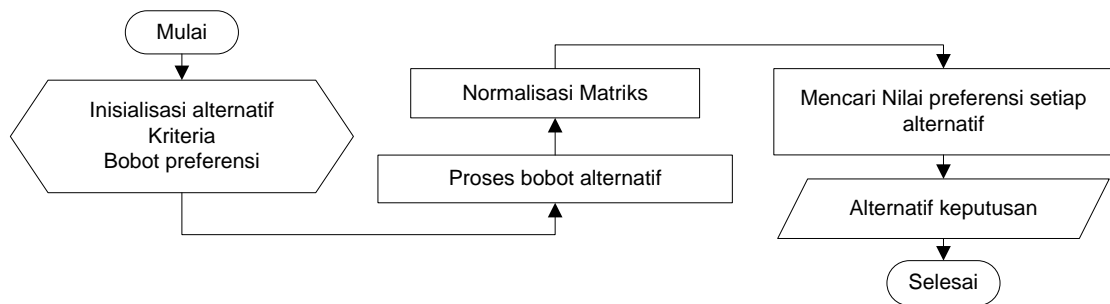 Mulai
Inisialisasi alternatif
Kriteria
Bobot preferensi
Proses bobot alternatif
Normalisasi Matriks
Mencari Nilai preferensi setiap
alternatif
Alternatif keputusan
Selesai